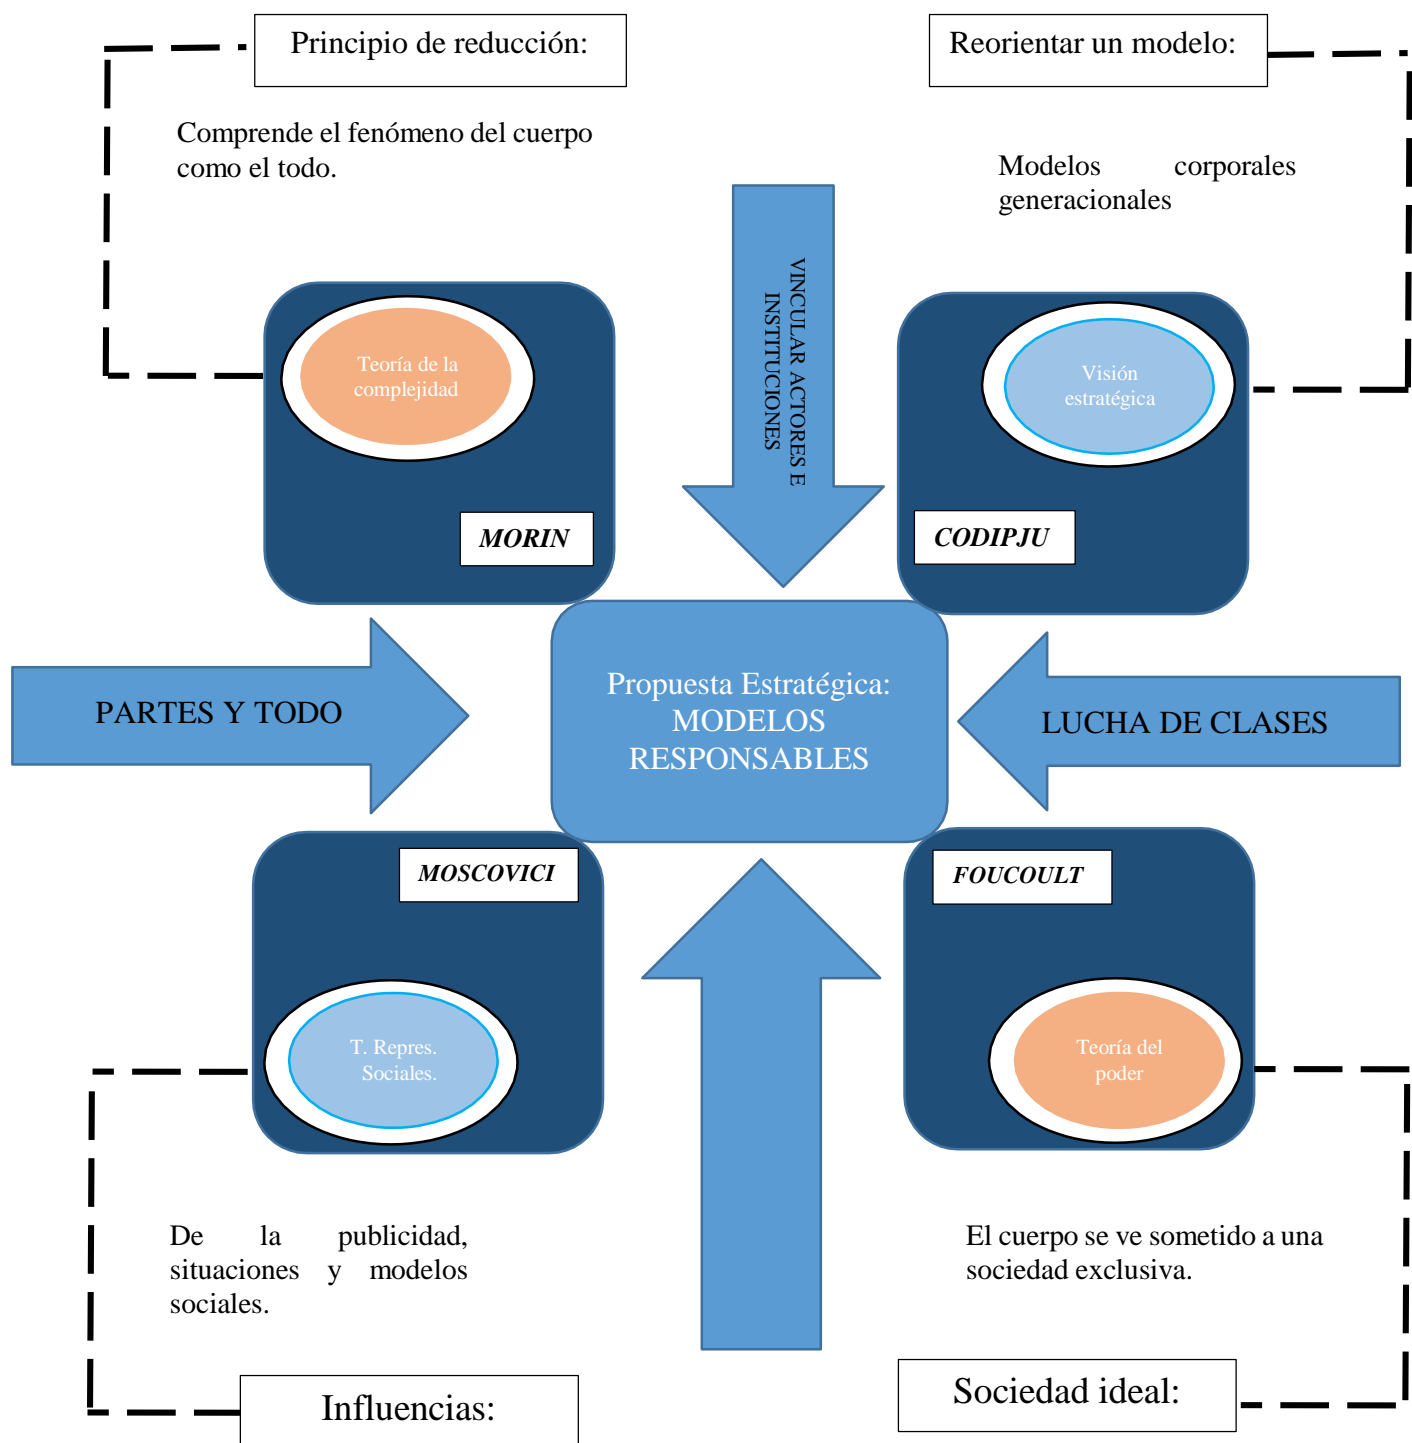 Principio de reducción:
Comprende el fenómeno del cuerpo
como el todo.
Reorientar un modelo:
Modelos corporales
generacionales
VINCULAR ACTORES E
INSTITUCIONES
Teoría de la
complejidad
MORIN
Visión
estratégica
CODIPJU
PARTES Y TODO
Propuesta Estratégica:
MODELOS
RESPONSABLES
LUCHA DE CLASES
MOSCOVICI
T. Repres.
Sociales.
FOUCOULT
Teoría del
poder
De la publicidad,
situaciones y modelos
sociales.
Influencias:
El cuerpo se ve sometido a una
sociedad exclusiva.
Sociedad ideal: